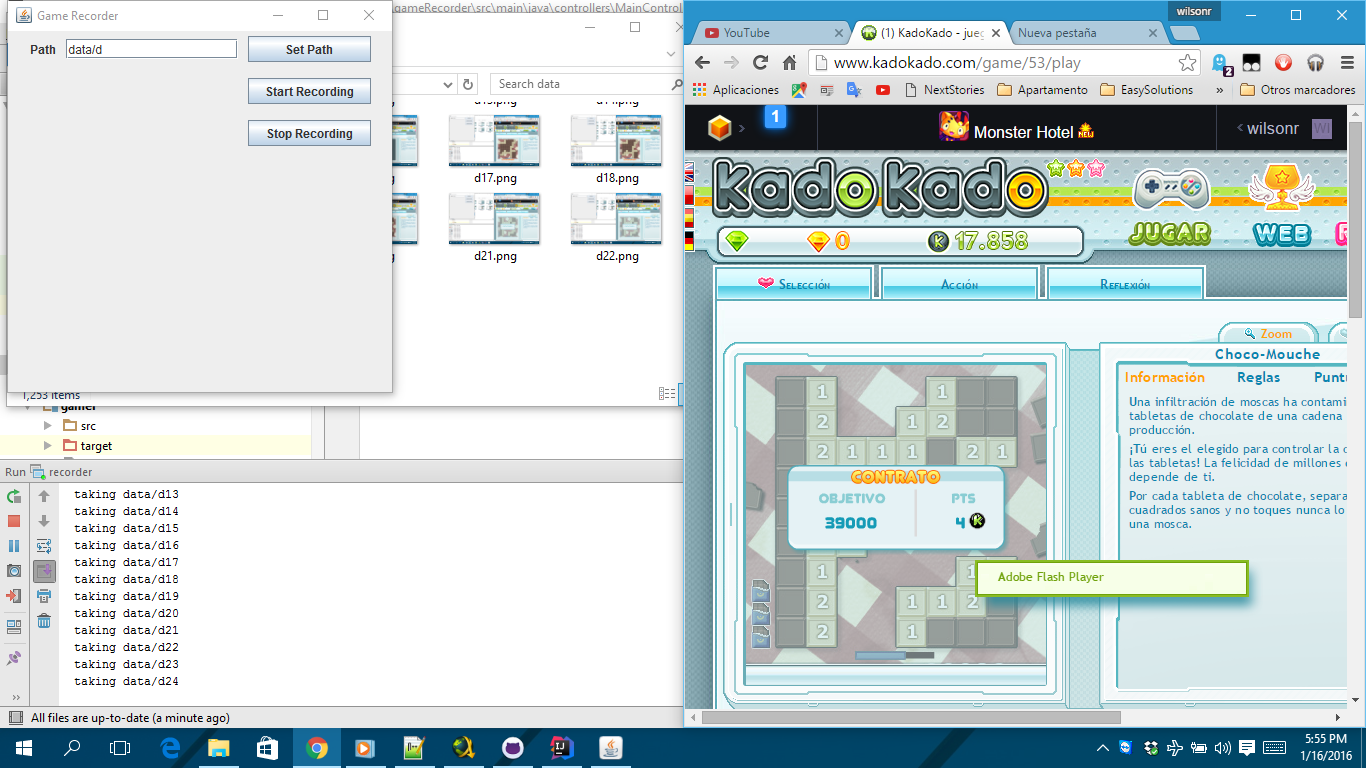 Game Recorder
Path data/d Set Path
Start Recording
Stop Recording
.gameRecorder\src\main\java\controllers\MainControl
Search data
d17.png
d18.png
d21.png
d22.png
1,253 items
src
target
Run recorder
taking data/d13
taking data/d14
taking data/d15
taking data/d16
taking data/d17
taking data/d18
taking data/d19
taking data/d20
taking data/d21
taking data/d22
taking data/d23
taking data/d24
All files are up-to-date (a minute ago)
wilsonr
YouTube
(1) KadoKado - jueg
Nueva pestaña
www.kadokado.com/game/53/play
2
Aplicaciones
NextStories
Apartamento
EasySolutions
»
Otros marcadores
1
Monster Hotel NEW
wilsonr WI
KadoKado
0
K 17.858
JUGAR
WEB
Selección
Acción
Reflexión
Zoom
Choco-Mouche
Información
Reglas
Puntu
Una infiltración de moscas ha contami
tabletas de chocolate de una cadena
producción.
¡Tú eres el elegido para controlar la c
las tabletas! La felicidad de millones
depende de ti.
Por cada tableta de chocolate, separa
cuadrados sanos y no toques nunca lo
una mosca.
1 1
2 1 2
2 1 1 1 2 1
CONTRATO
OBJETIVO
PTS
39000
4 K
1 1
2 1 1 2
2 1
Adobe Flash Player
5:55 PM
1/16/2016